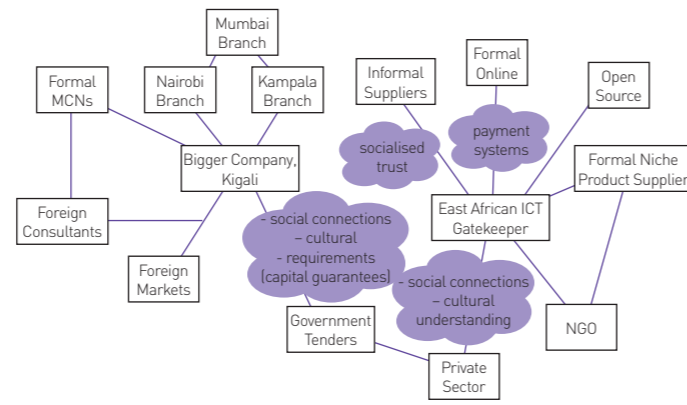 Mumbai
Branch
Formal
MCNs
Nairobi
Branch
Kampala
Branch
Bigger Company,
Kigali
Foreign
Consultants
Foreign
Markets
- social connections
– cultural
- requirements
(capital guarantees)
Government
Tenders
Informal
Suppliers
Formal
Online
Open
Source
socialised
trust
payment
systems
Formal Niche
Product Supplier
East African ICT
Gatekeeper
- social connections
– cultural
understanding
NGO
Private
Sector